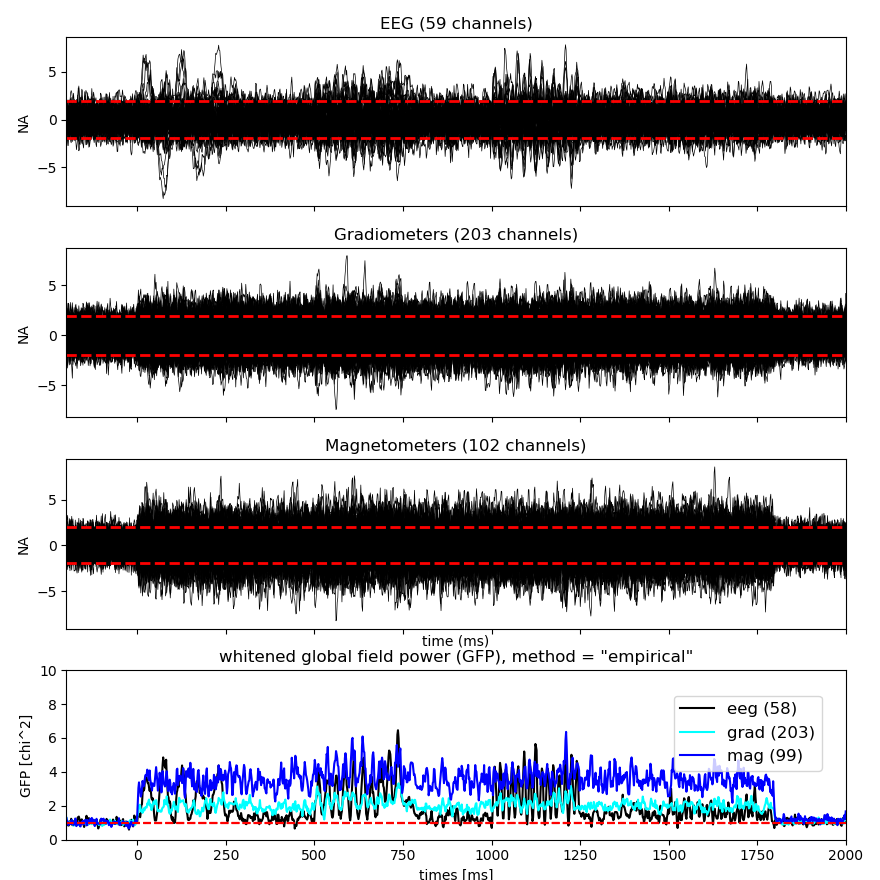 EEG (59 channels)
5
0
−5
NA
Gradiometers (203 channels)
5
0
−5
NA
Magnetometers (102 channels)
5
0
−5
NA
time (ms)
whitened global field power (GFP), method = "empirical"
10
8
6
4
2
0
GFP [chi^2]
eeg (58)
grad (203)
mag (99)
0 250 500 750 1000 1250 1500 1750 2000
times [ms]